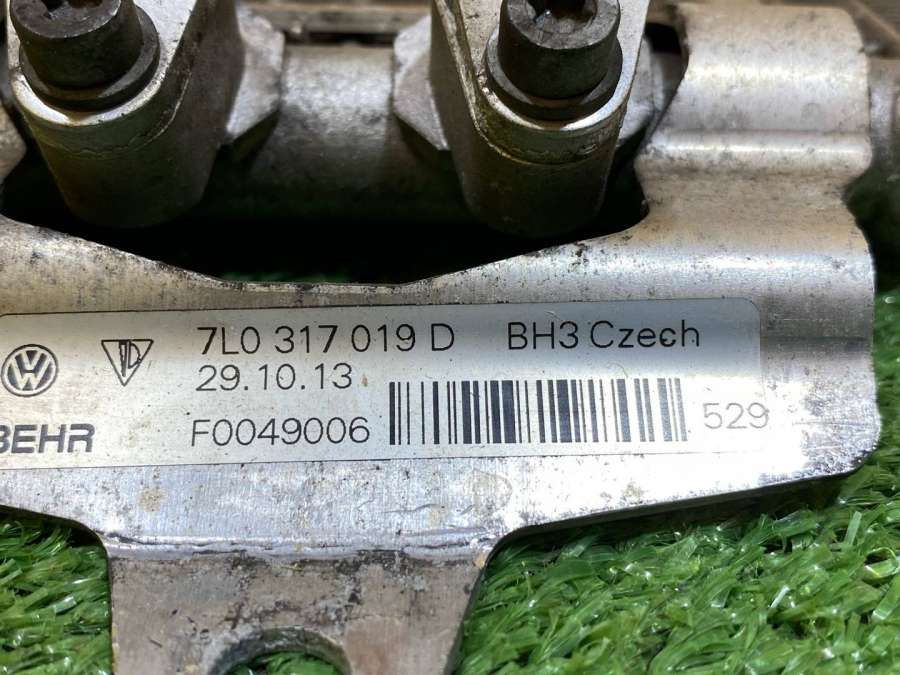 7L0 317 019 D BH3 Czech
29.10.13
BEHR F0049006 529